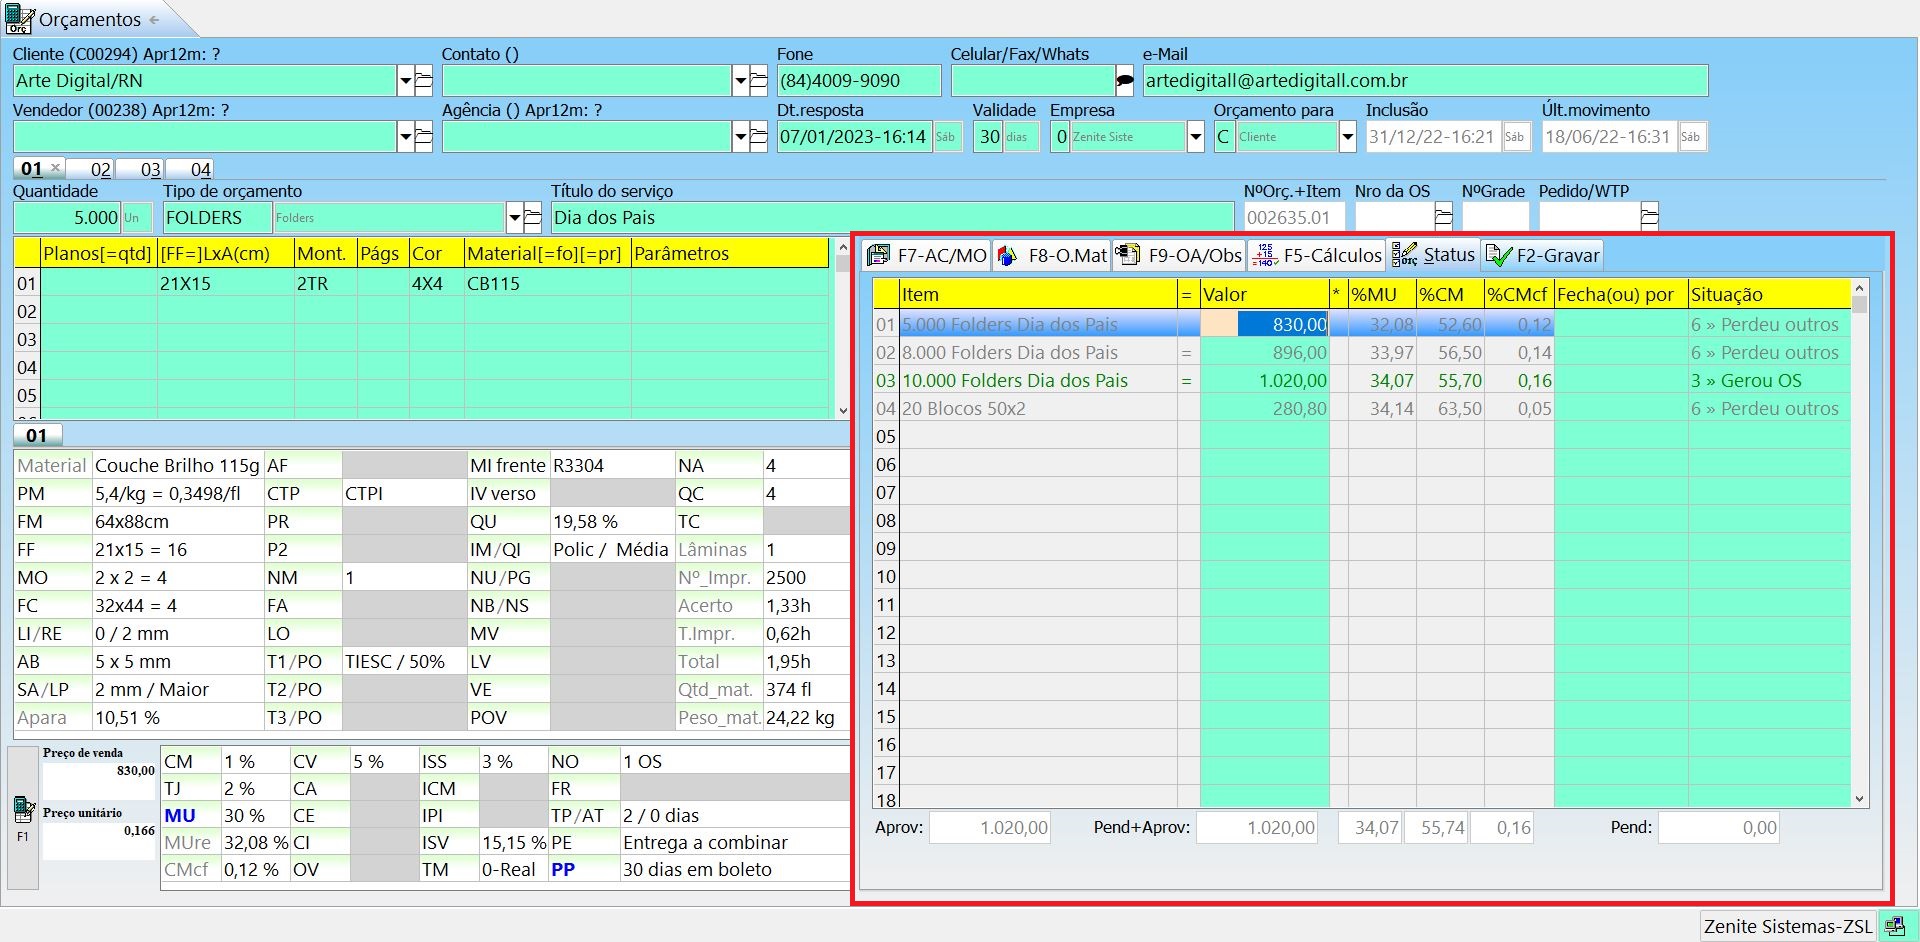 Orçamentos
Cliente (C00294) Apr12m: ? Contato () Fone Celular/Fax/Whats e-Mail
Arte Digital/RN (84)4009-9090 artedigitall@artedigitall.com.br
Vendedor (00238) Apr12m: ? Agência () Apr12m: ? Dt.resposta Validade Empresa Orçamento para Inclusão Últ.movimento
07/01/2023-16:14 Sáb 30 dias 0 Zenite Siste C Cliente 31/12/22-16:21 Sáb 18/06/22-16:31 Sáb
01 02 03 04
Quantidade Tipo de orçamento Título do serviço NºOrç.+Item Nro da OS NºGrade Pedido/WTP
5.000 Un FOLDERS Folders Dia dos Pais 002635.01
Planos[=qtd] [FF=]LxA(cm) Mont. Págs Cor Material[=fo][=pr] Parâmetros
01 21X15 2TR 4X4 CB115
02
03
04
05
01
Material Couche Brilho 115g AF MI frente R3304 NA 4
PM 5,4/kg = 0,3498/fl CTP CTPI IV verso QC 4
FM 64x88cm PR QU 19,58 % TC
FF 21x15 = 16 P2 IM/QI Polic / Média Lâminas 1
MO 2 x 2 = 4 NM 1 NU/PG Nº_Impr. 2500
FC 32x44 = 4 FA NB/NS Acerto 1,33h
LI/RE 0 / 2 mm LO MV T.Impr. 0,62h
AB 5 x 5 mm T1/PO TIESC / 50% LV Total 1,95h
SA/LP 2 mm / Maior T2/PO VE Qtd_mat. 374 fl
Apara 10,51 % T3/PO POV Peso_mat. 24,22 kg
Preço de venda
830,00
Preço unitário
0,166
F1
CM 1 % CV 5 % ISS 3 % NO 1 OS
TJ 2 % CA ICM FR
MU 30 % CE IPI TP/AT 2 / 0 dias
MUre 32,08 % CI ISV 15,15 % PE Entrega a combinar
CMcf 0,12 % OV TM 0-Real PP 30 dias em boleto
F7-AC/MO F8-O.Mat F9-OA/Obs F5-Cálculos Status F2-Gravar
Item = Valor * %MU %CM %CMcf Fecha(ou) por Situação
01 5.000 Folders Dia dos Pais 830,00 32,08 52,60 0,12 6 » Perdeu outros
02 8.000 Folders Dia dos Pais = 896,00 33,97 56,50 0,14 6 » Perdeu outros
03 10.000 Folders Dia dos Pais = 1.020,00 34,07 55,70 0,16 3 » Gerou OS
04 20 Blocos 50x2 280,80 34,14 63,50 0,05 6 » Perdeu outros
05
06
07
08
09
10
11
12
13
14
15
16
17
18
Aprov: 1.020,00 Pend+Aprov: 1.020,00 34,07 55,74 0,16 Pend: 0,00
Zenite Sistemas-ZSL